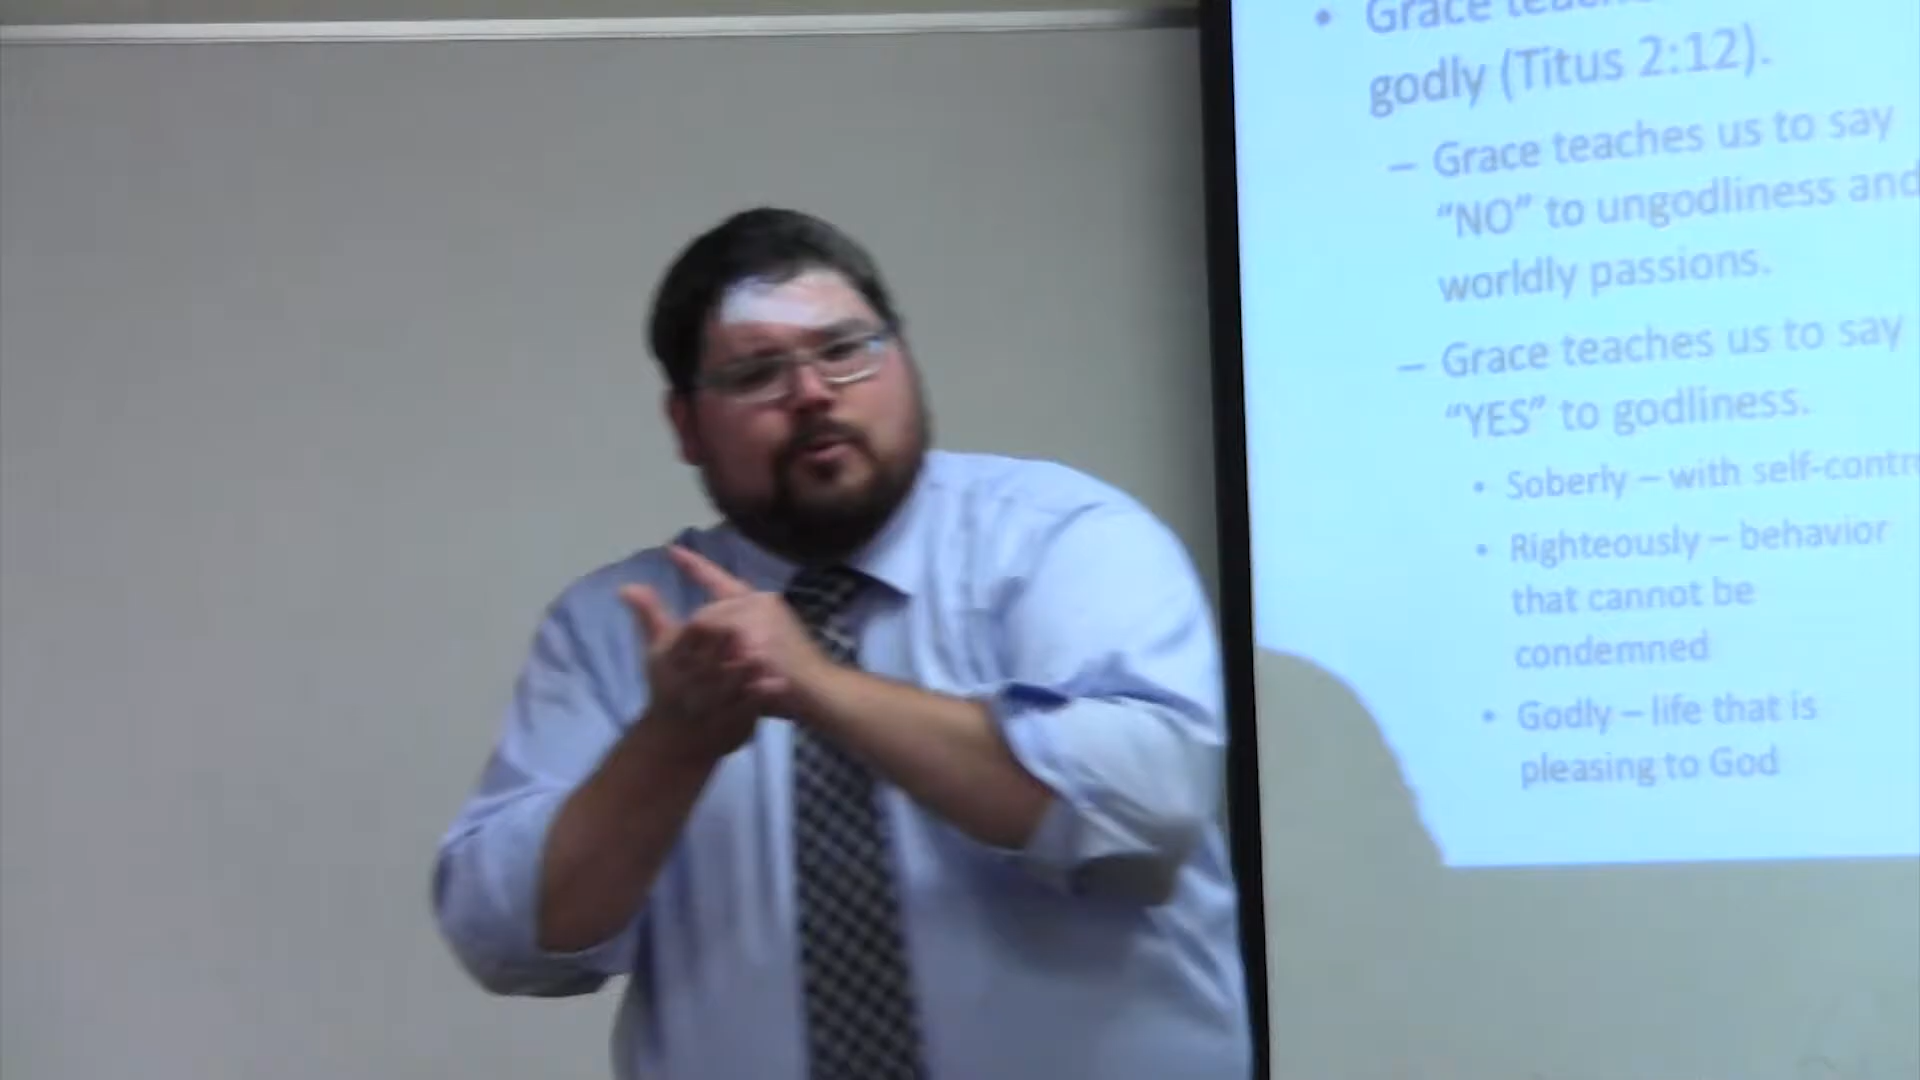 • Grace
godly (Titus 2:12).
– Grace teaches us to say
“NO” to ungodliness and
worldly passions.
– Grace teaches us to say
“YES” to godliness.
• Soberly – with
• Righteously – behavior
that cannot be
condemned
• Godly – life that is
pleasing to God